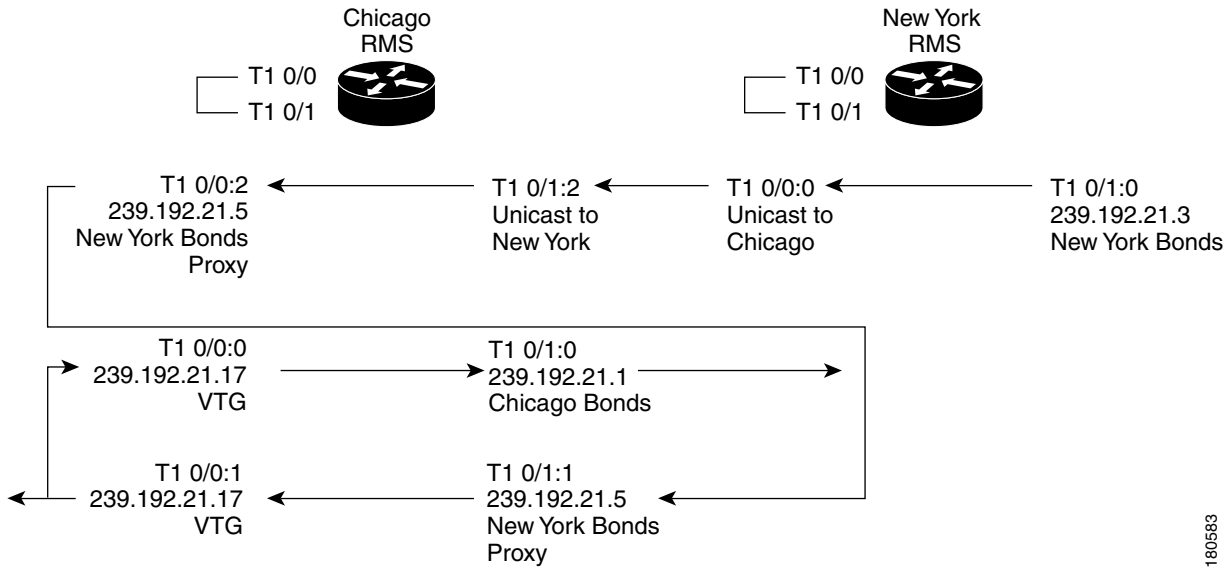 Chicago
RMS
T1 0/0
T1 0/1
New York
RMS
T1 0/0
T1 0/1
T1 0/0:2
239.192.21.5
New York Bonds
Proxy
T1 0/1:2
Unicast to
New York
T1 0/0:0
Unicast to
Chicago
T1 0/1:0
239.192.21.3
New York Bonds
T1 0/0:0
239.192.21.17
VTG
T1 0/1:0
239.192.21.1
Chicago Bonds
T1 0/0:1
239.192.21.17
VTG
T1 0/1:1
239.192.21.5
New York Bonds
Proxy
180583